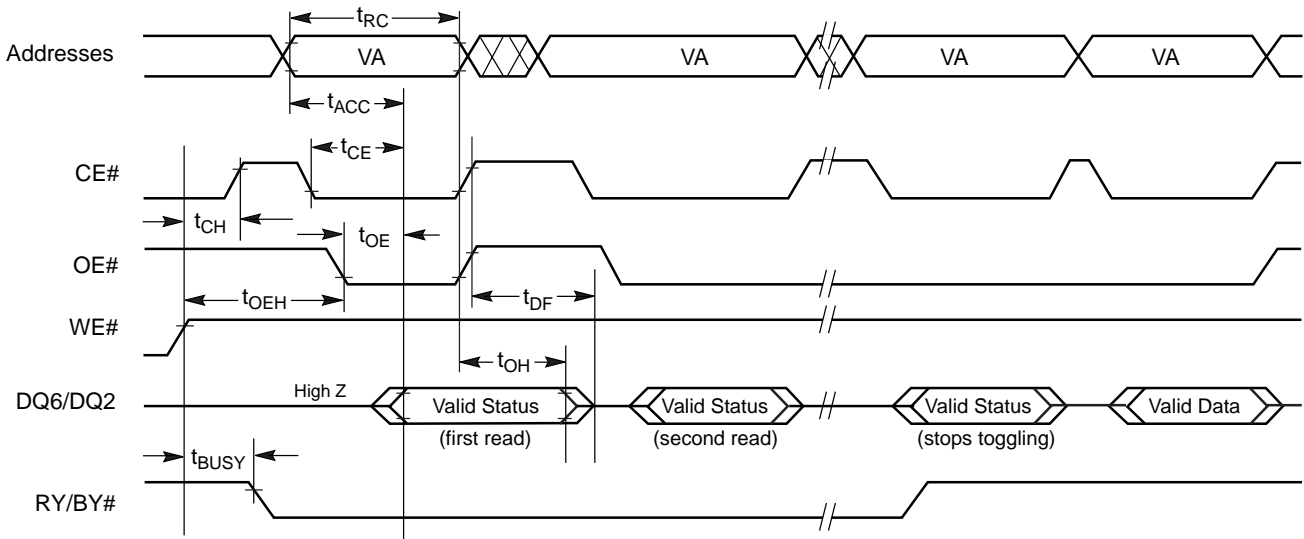 tRC
Addresses VA VA VA VA
tACC
tCE
CE#
tCH tOE
OE#
tOEH tDF
WE#
tOH
High Z
DQ6/DQ2 Valid Status Valid Status Valid Status Valid Data
(first read) (second read) (stops toggling)
tBUSY
RY/BY#